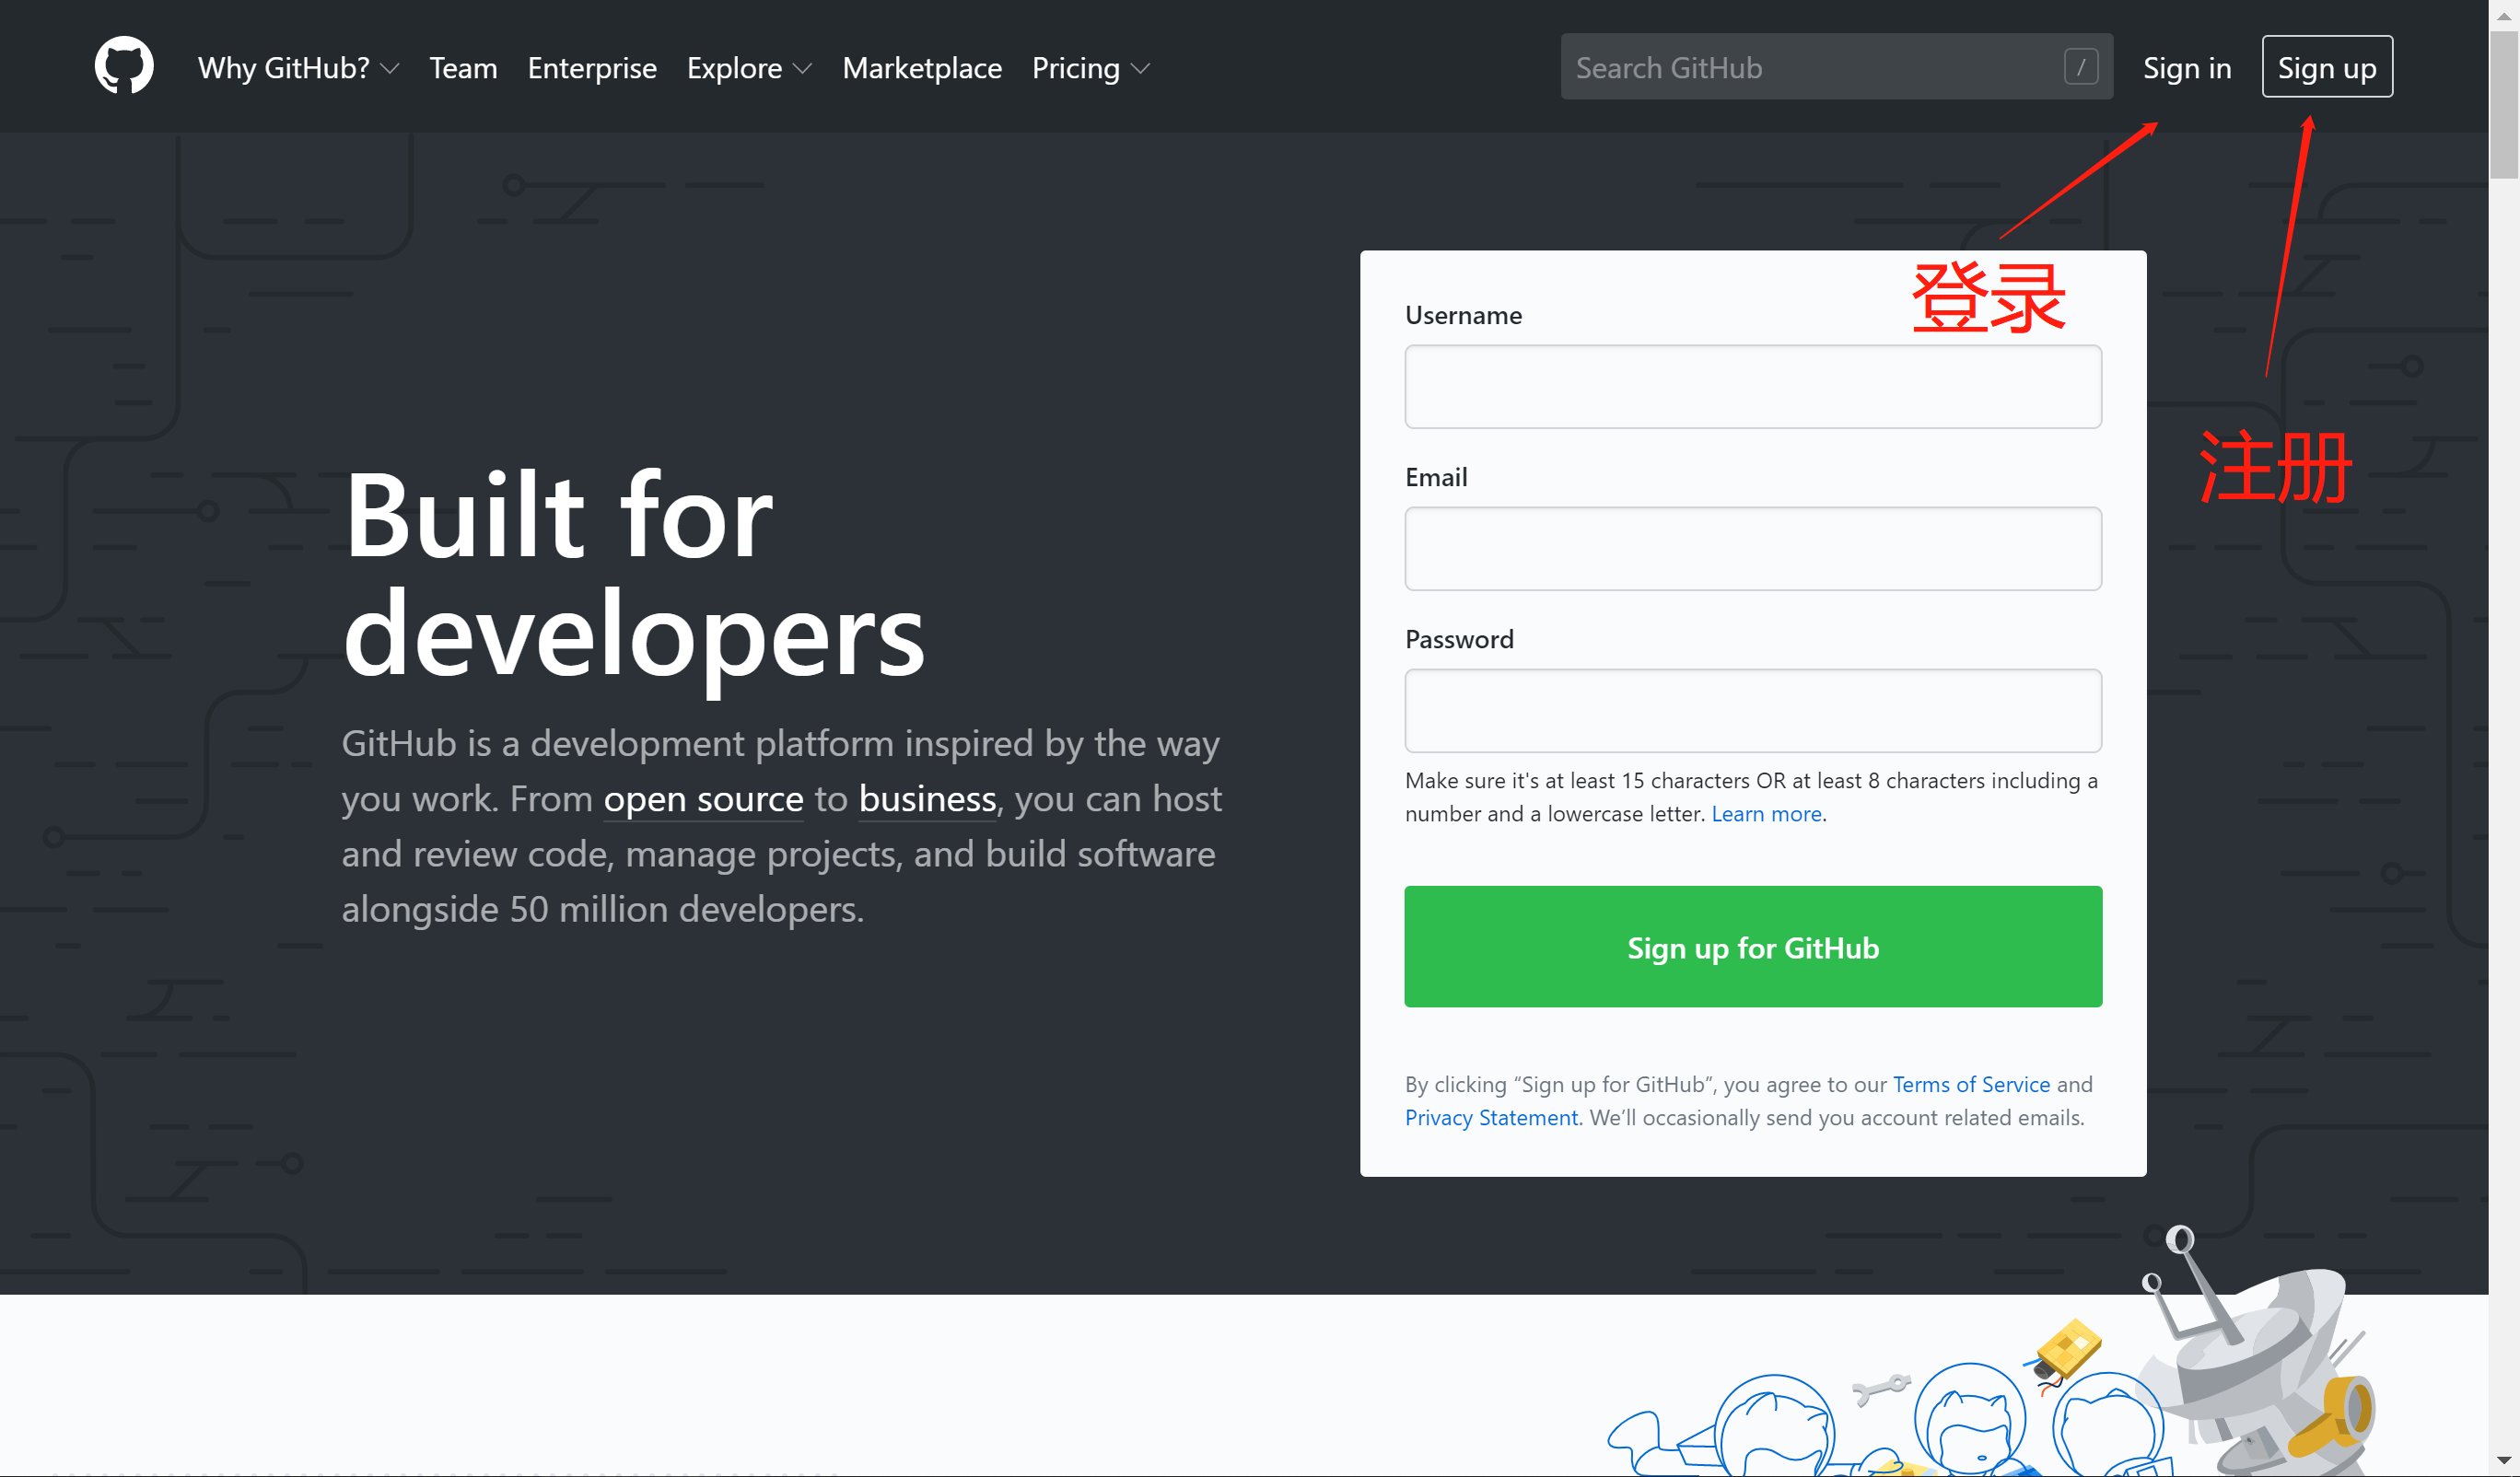 Why GitHub? Team Enterprise Explore Marketplace Pricing Search GitHub / Sign in Sign up
登录
注册
Built for
developers
GitHub is a development platform inspired by the way
you work. From open source to business, you can host
and review code, manage projects, and build software
alongside 50 million developers.
Username
Email
Password
Make sure it's at least 15 characters OR at least 8 characters including a
number and a lowercase letter. Learn more.
Sign up for GitHub
By clicking “Sign up for GitHub”, you agree to our Terms of Service and
Privacy Statement. We’ll occasionally send you account related emails.